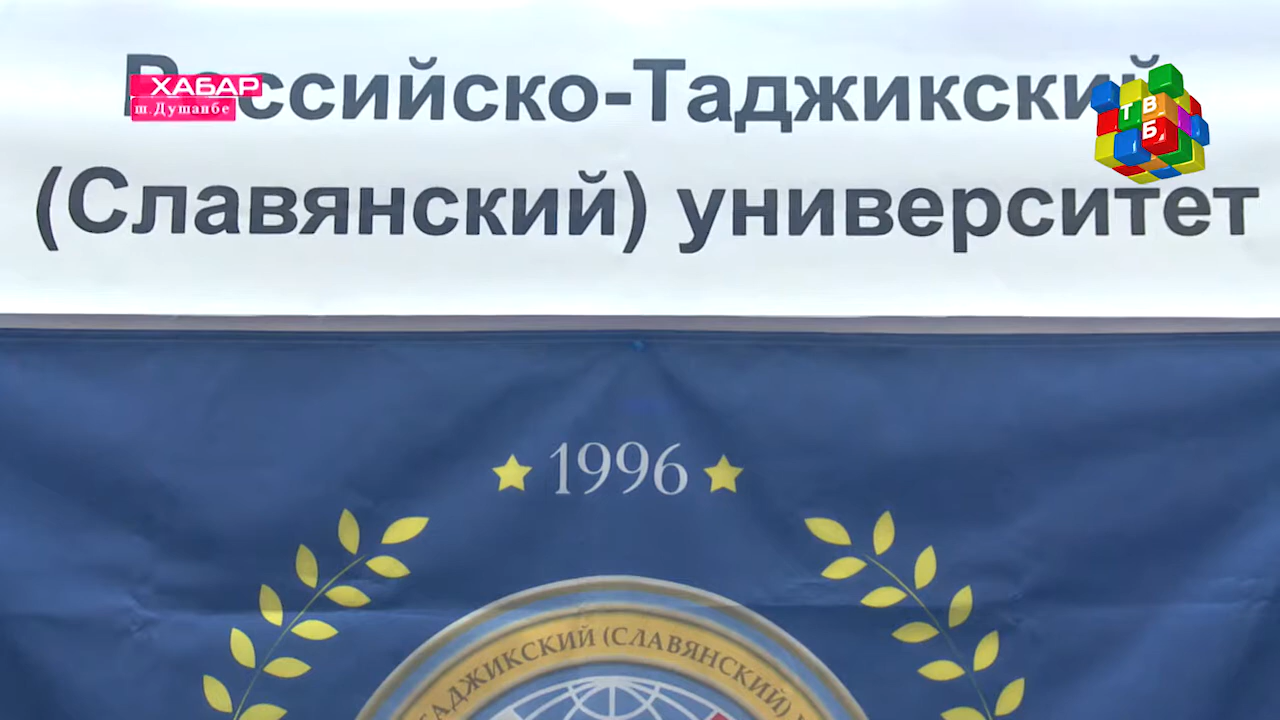 Российско-Таджикский
(Славянский) университет
ХАБАР
ш.Душанбе
ТВ
Б
1996
ТАДЖИКСКИЙ (СЛАВЯНСКИЙ)